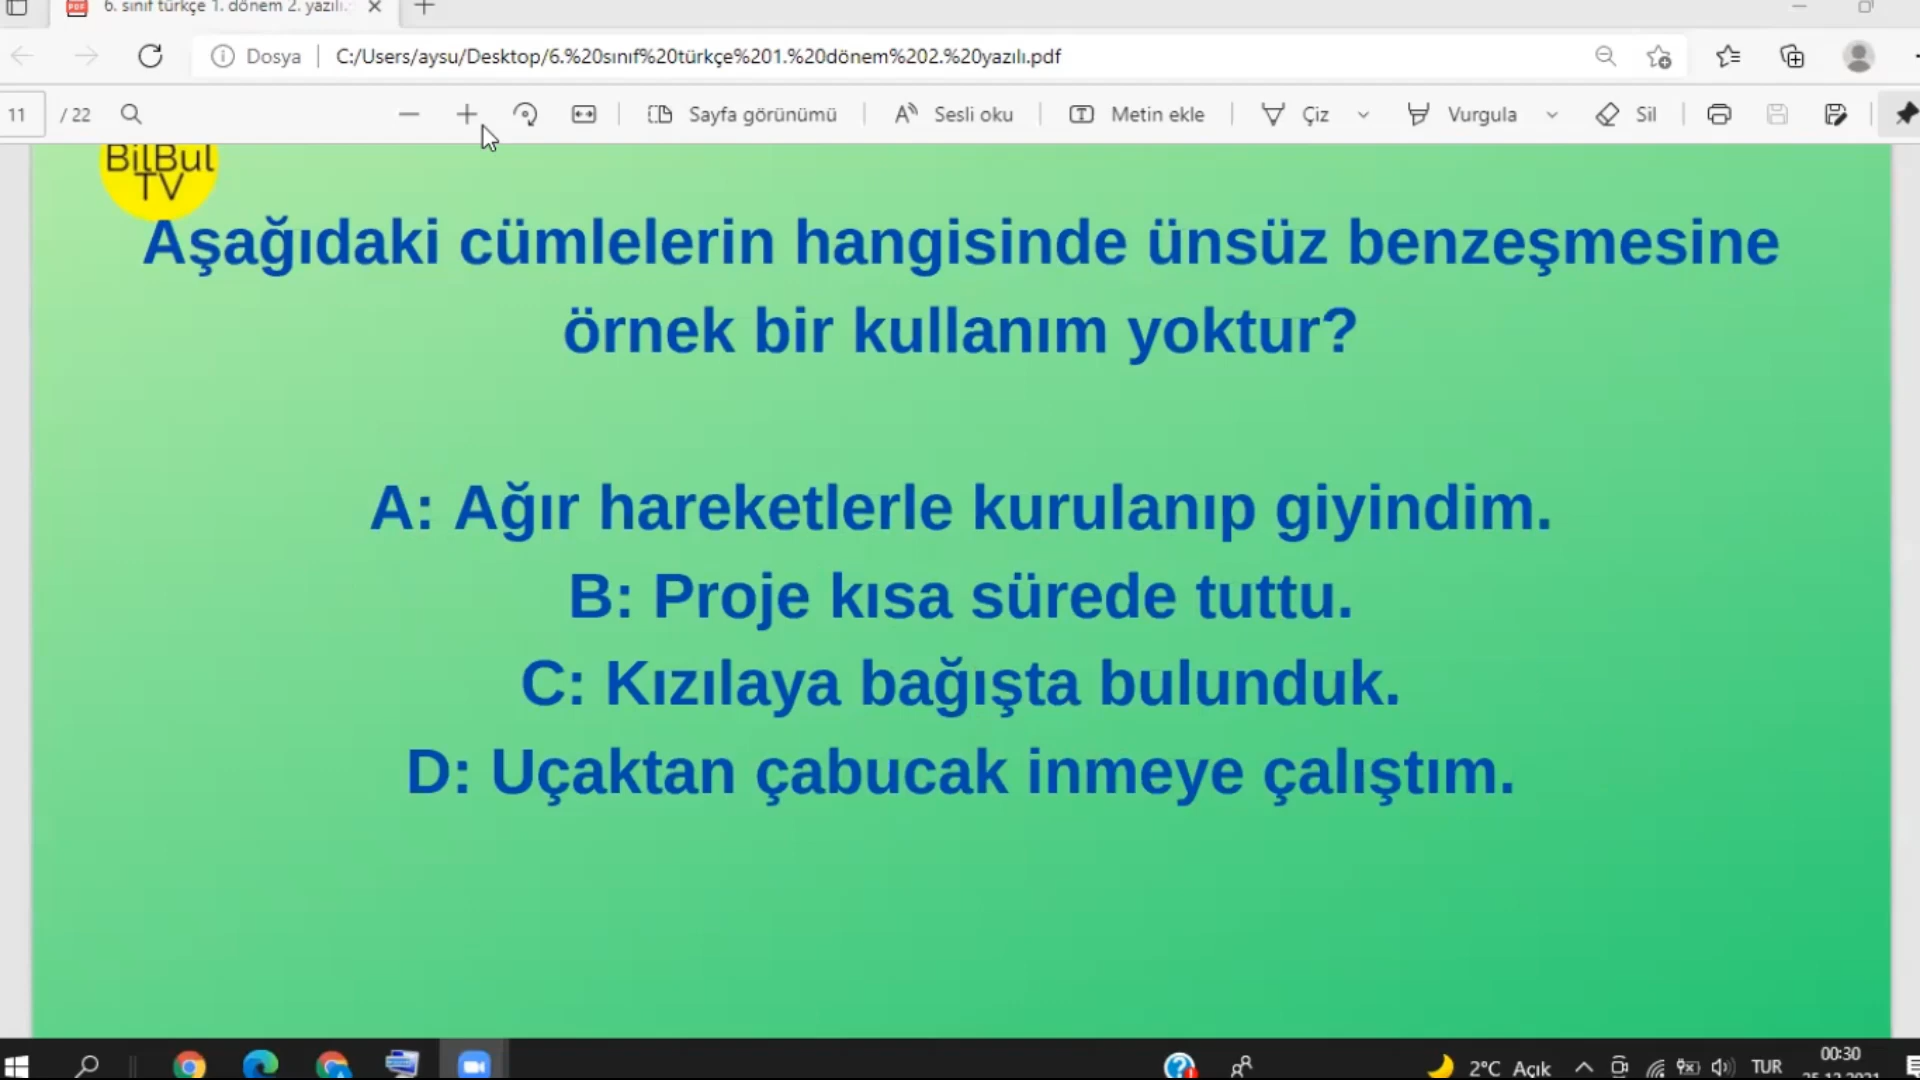 6. sınıf türkçe 1. dönem 2. yazılı.
Dosya
C:/Users/aysu/Desktop/6.%20sınıf%20türkçe%201.%20dönem%202.%20yazılı.pdf
11 / 22
Sayfa görünümü
Sesli oku
Metin ekle
Çiz
Vurgula
Sil
BilBul
TV
Aşağıdaki cümlelerin hangisinde ünsüz benzeşmesine
örnek bir kullanım yoktur?
A: Ağır hareketlerle kurulanıp giyindim.
B: Proje kısa sürede tuttu.
C: Kızılaya bağışta bulunduk.
D: Uçaktan çabucak inmeye çalıştım.
2°C Açık
TUR
00:30